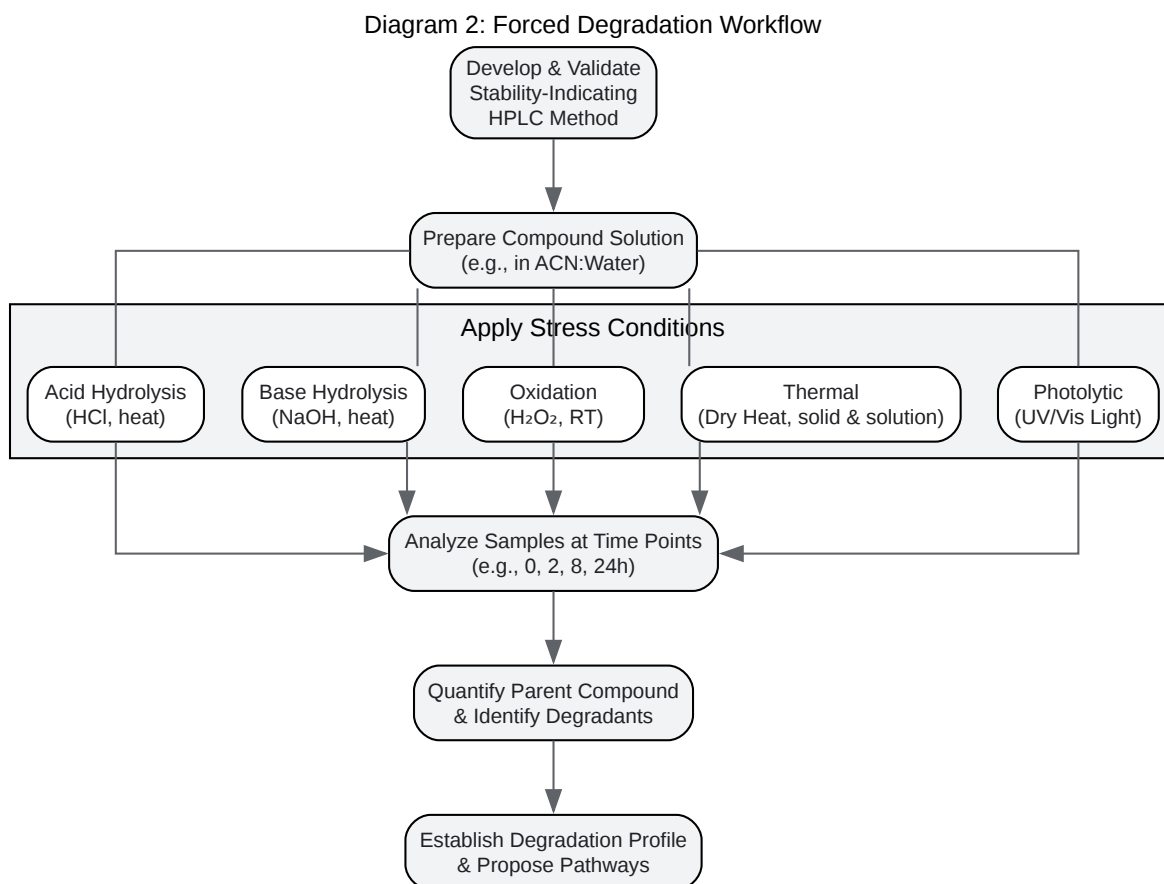 Diagram 2: Forced Degradation Workflow
Develop & Validate
Stability-Indicating
HPLC Method
Prepare Compound Solution
(e.g., in ACN:Water)
Apply Stress Conditions
Acid Hydrolysis
(HCl, heat)
Base Hydrolysis
(NaOH, heat)
Oxidation
(H₂O₂, RT)
Thermal
(Dry Heat, solid & solution)
Photolytic
(UV/Vis Light)
Analyze Samples at Time Points
(e.g., 0, 2, 8, 24h)
Quantify Parent Compound
& Identify Degradants
Establish Degradation Profile
& Propose Pathways